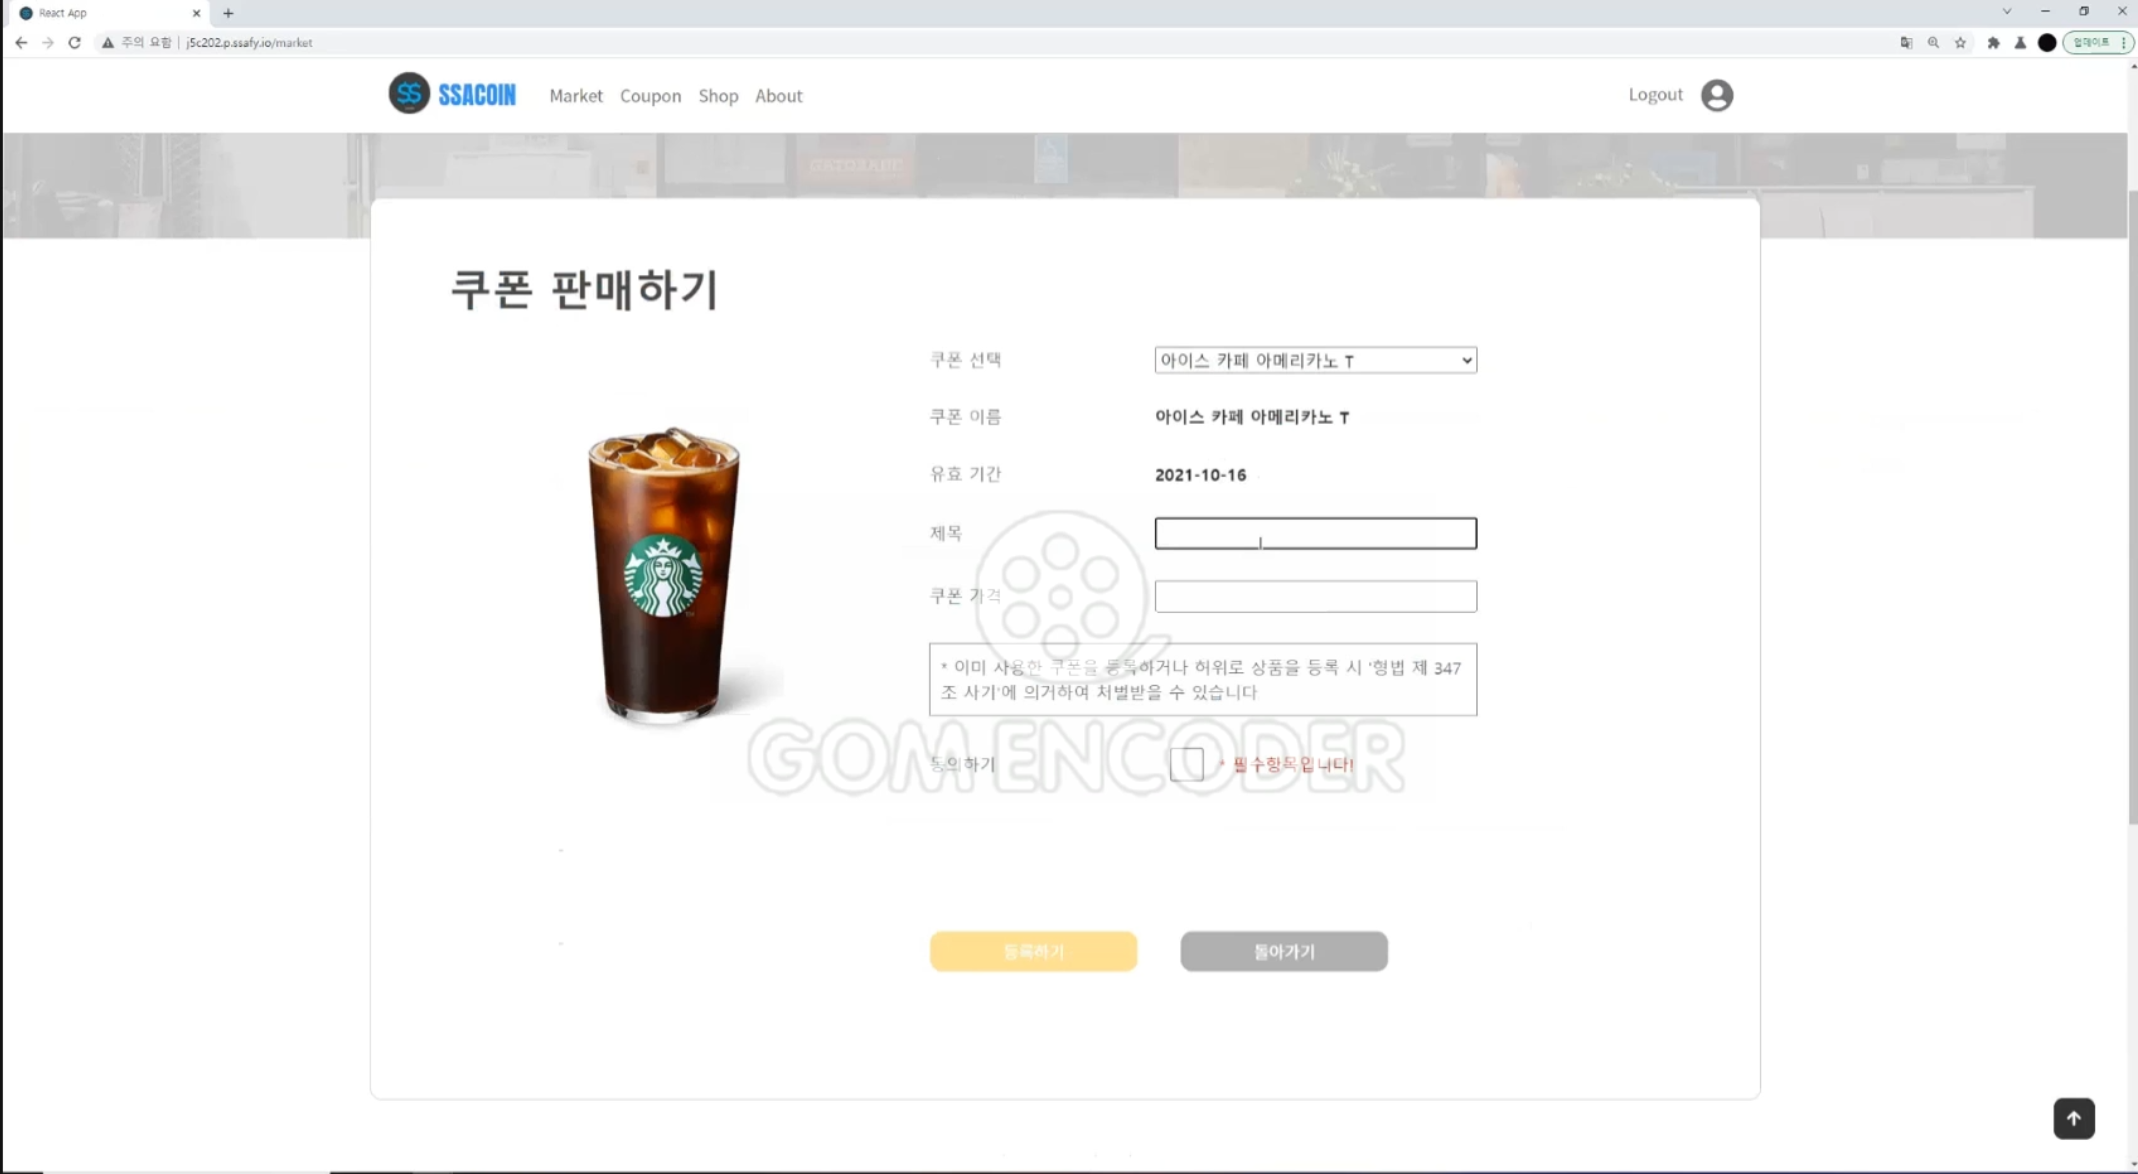 React App
주의 요함 | j5c202.p.ssafy.io/market
업데이트
SSACOIN Market Coupon Shop About Logout
GATORADE
쿠폰 판매하기
쿠폰 선택 아이스 카페 아메리카노 T
쿠폰 이름 아이스 카페 아메리카노 T
유효 기간 2021-10-16
제목
쿠폰 가격
* 이미 사용한 쿠폰을 등록하거나 허위로 상품을 등록 시 '형법 제 347
조 사기'에 의거하여 처벌받을 수 있습니다
GOM ENCODER
동의하기 * 필수항목입니다!
등록하기 돌아가기